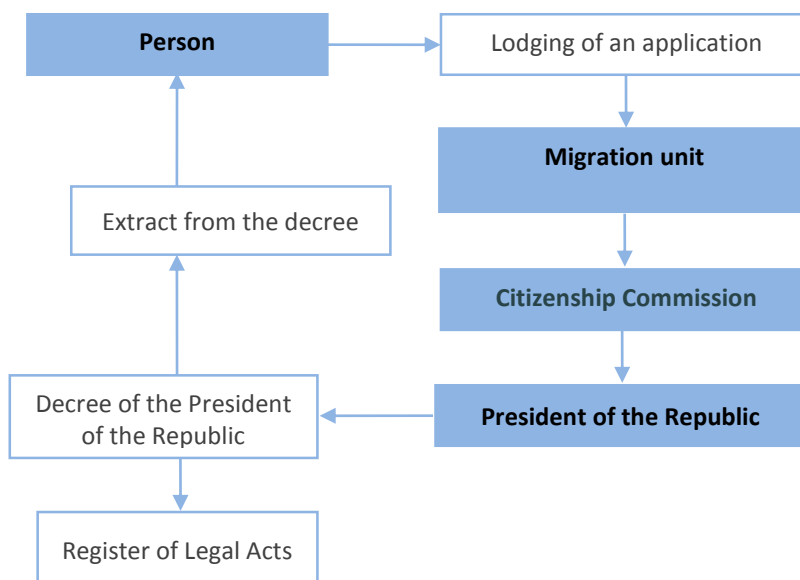 Person
Lodging of an application
Migration unit
Extract from the decree
Citizenship Commission
Decree of the President
of the Republic
President of the Republic
Register of Legal Acts